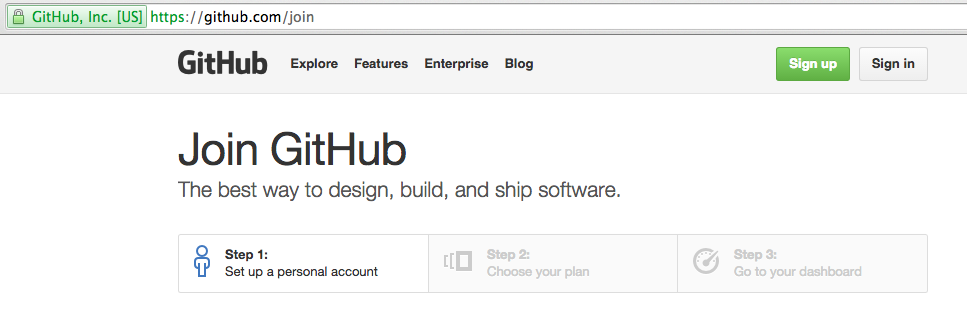 GitHub, Inc. [US] https://github.com/join
GitHub Explore Features Enterprise Blog Sign up Sign in
Join GitHub
The best way to design, build, and ship software.
Step 1:
Set up a personal account
Step 2:
Choose your plan
Step 3:
Go to your dashboard